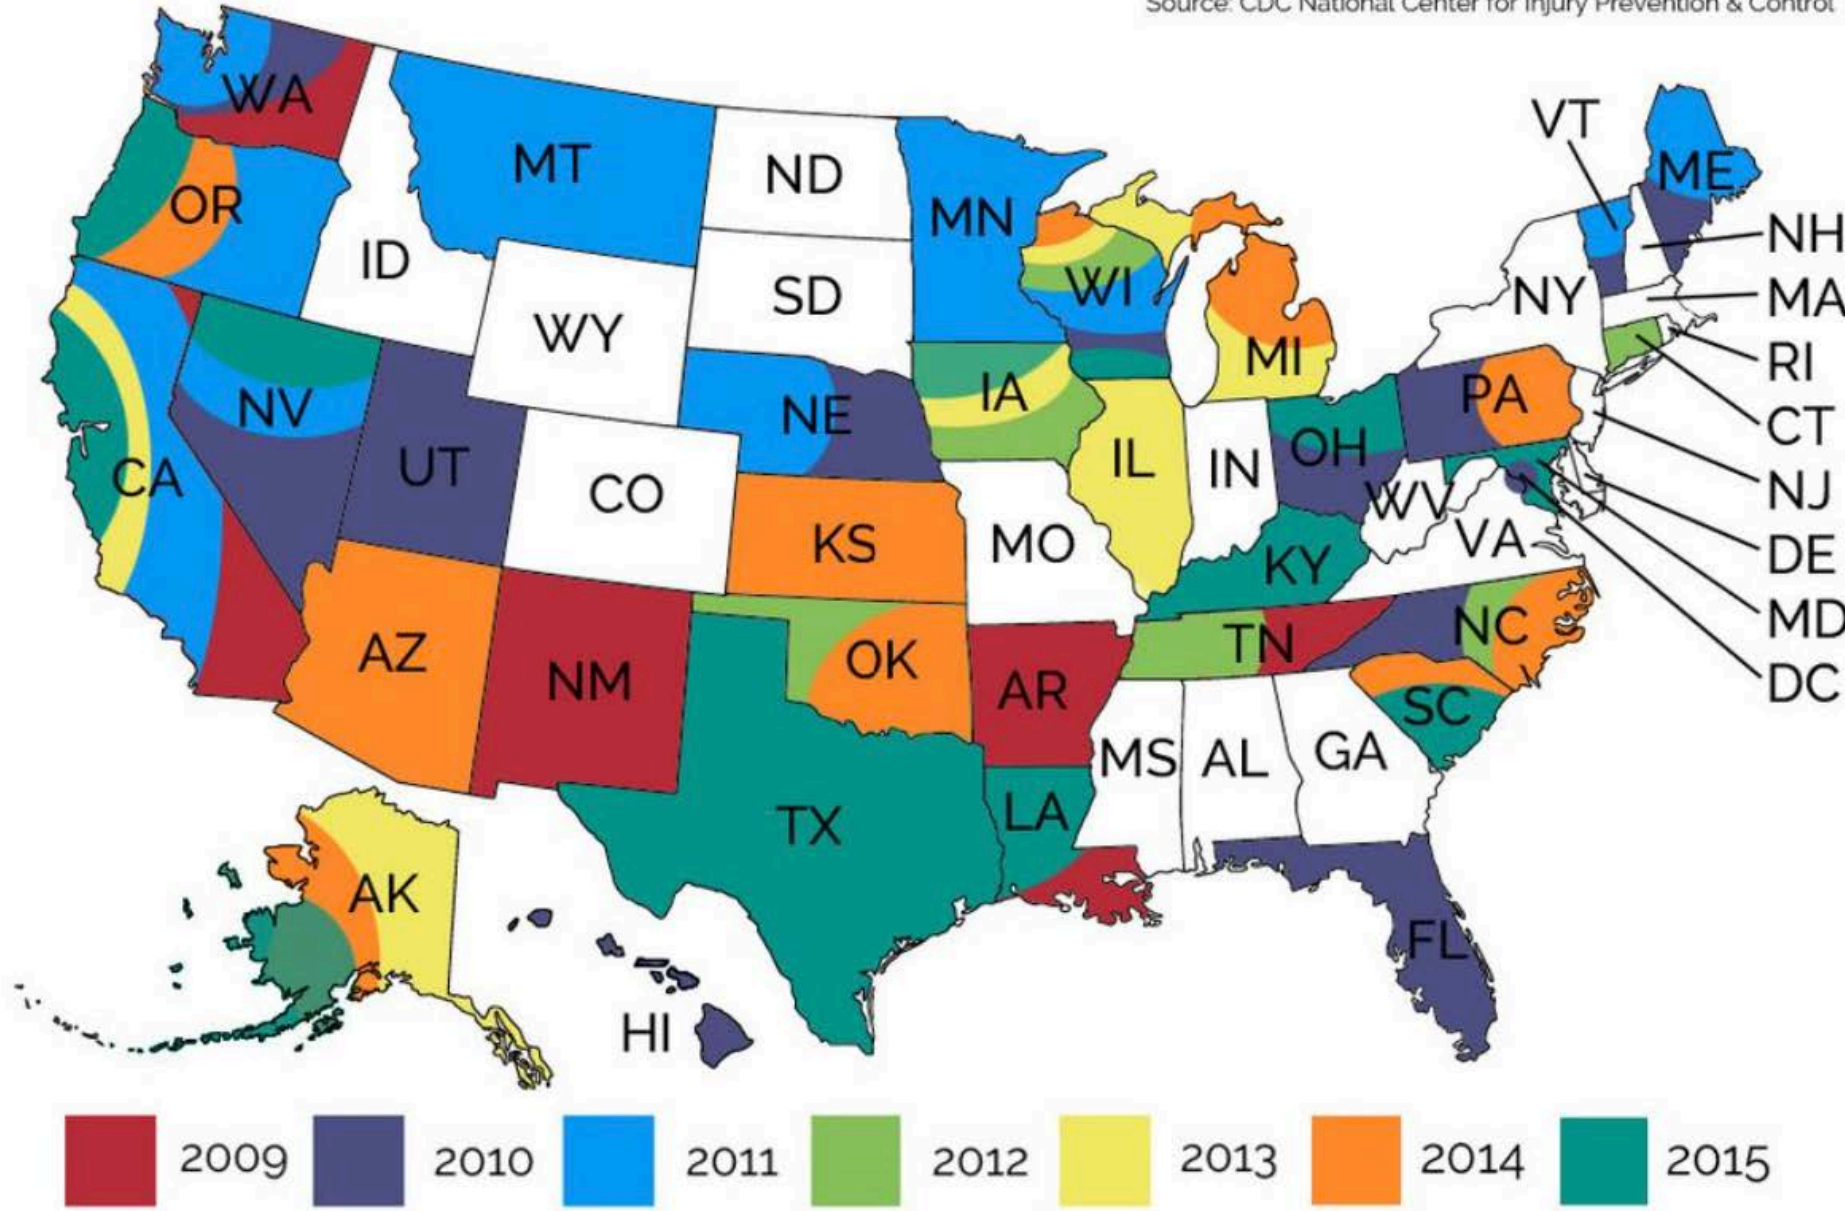 Source: CDC National Center for Injury Prevention & Control
WA
MT
ND
MN
VT
ME
OR
ID
SD
WI
NH
WY
NY
MA
MI
RI
NV
NE
IA
PA
CT
UT
CO
IL
IN
OH
NJ
CA
KS
MO
WV
VA
DE
KY
MD
AZ
NM
OK
AR
TN
NC
DC
SC
MS
AL
GA
TX
LA
AK
FL
HI
2009
2010
2011
2012
2013
2014
2015